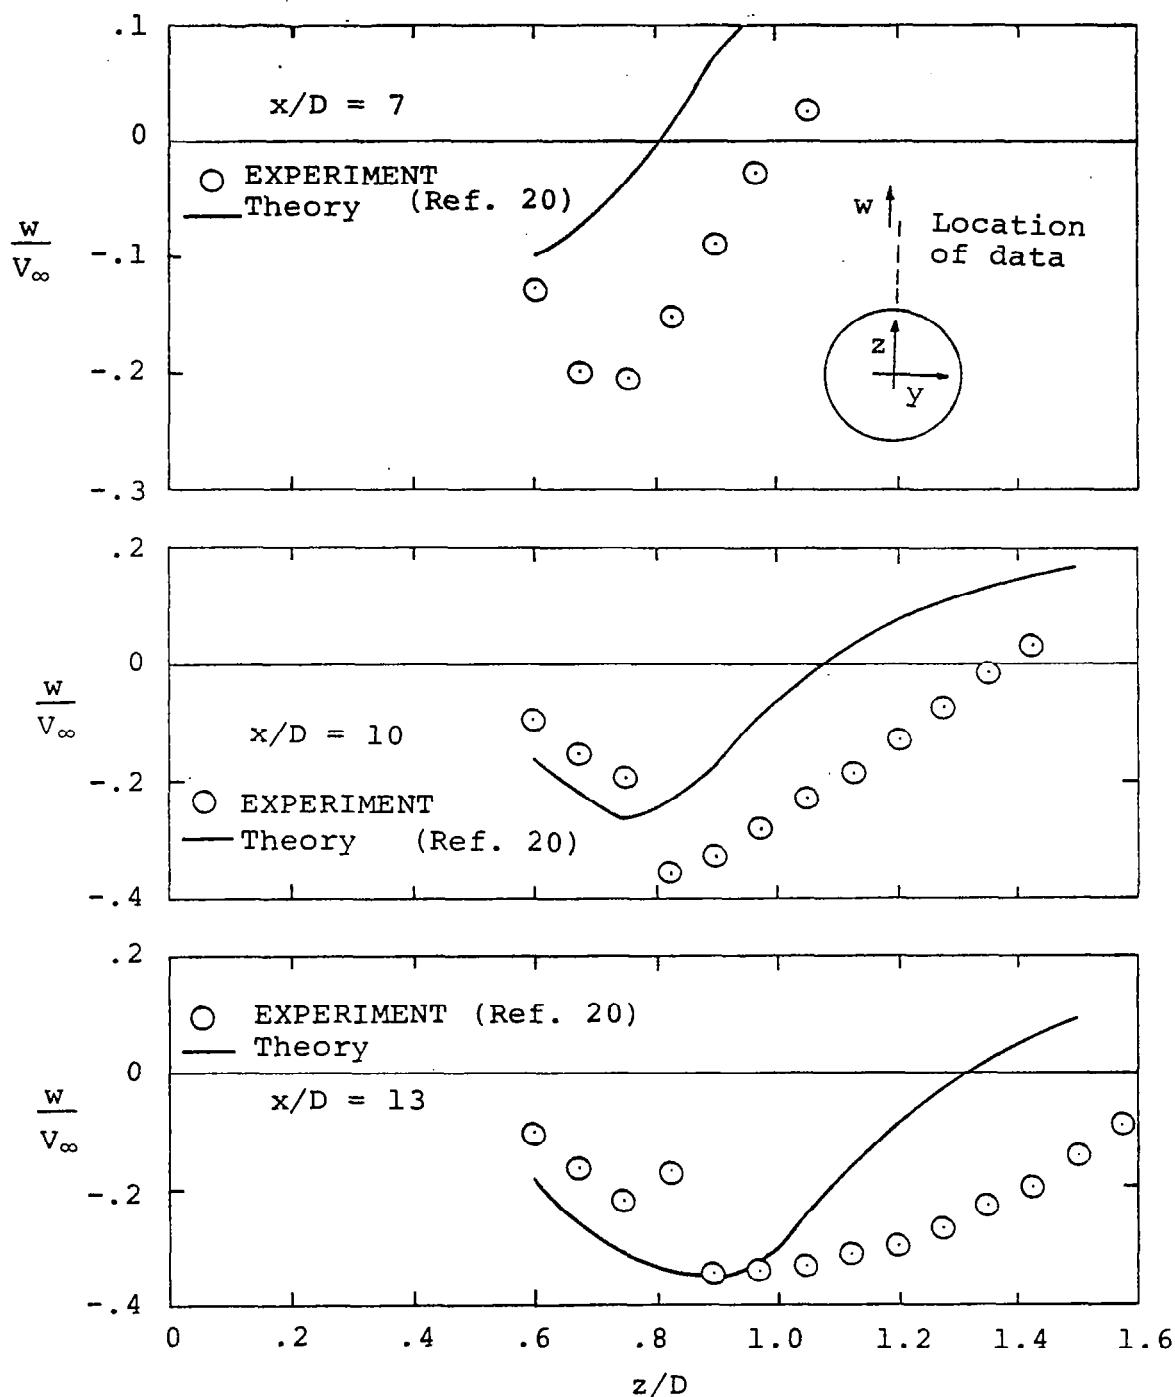 .1
0
-.1
-.2
-.3
w
V∞
x/D = 7
EXPERIMENT
Theory (Ref. 20)
w
Location
of data
z
y
.2
0
-.2
-.4
w
V∞
x/D = 10
EXPERIMENT
Theory (Ref. 20)
.2
0
-.2
-.4
w
V∞
EXPERIMENT (Ref. 20)
Theory
x/D = 13
0 .2 .4 .6 .8 1.0 1.2 1.4 1.6
z/D